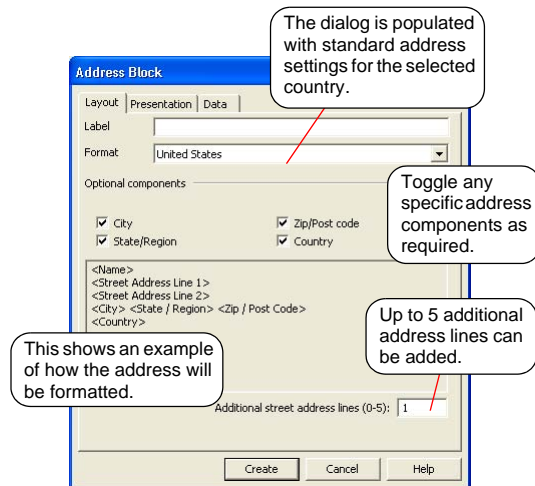 The dialog is populated
with standard address
settings for the selected
country.
Address Block
Layout Presentation Data
Label
Format United States
Optional components
Toggle any
specific address
components as
required.
City Zip/Post code
State/Region Country
<Name>
<Street Address Line 1>
<Street Address Line 2>
<City> <State / Region> <Zip / Post Code>
<Country>
Up to 5 additional
address lines can
be added.
This shows an example
of how the address will
be formatted.
Additional street address lines (0-5): 1
Create Cancel Help